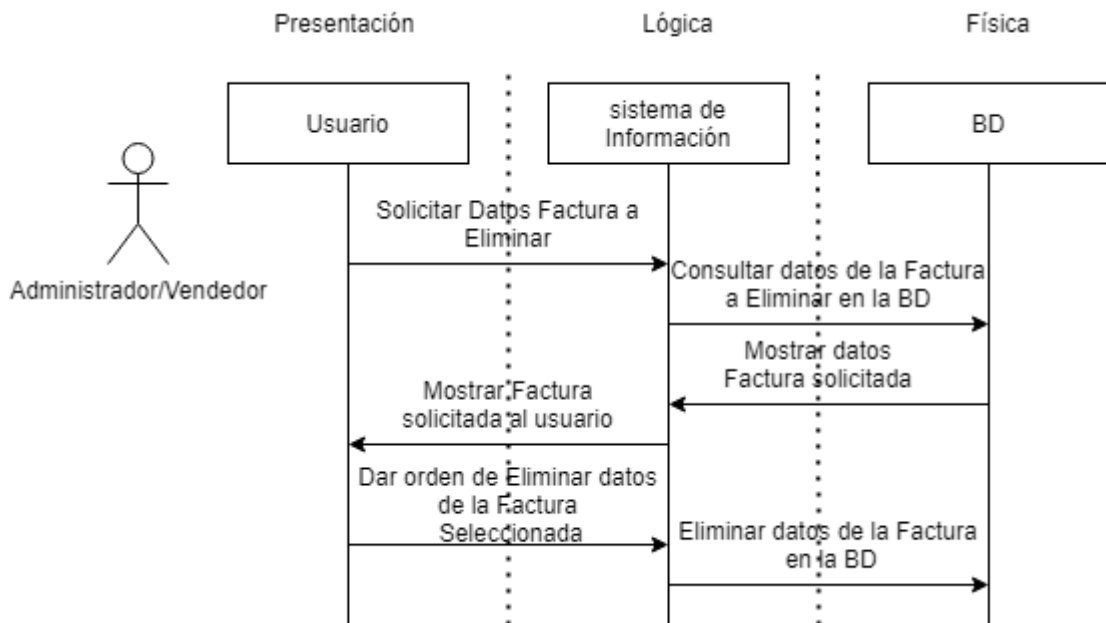 Presentación
Lógica
Física
Usuario
sistema de
Información
BD
Administrador/Vendedor
Solicitar Datos Factura a
Eliminar
Consultar datos de la Factura
a Eliminar en la BD
Mostrar datos
Factura solicitada
Mostrar Factura
solicitada al usuario
Dar orden de Eliminar datos
de la Factura
Seleccionada
Eliminar datos de la Factura
en la BD